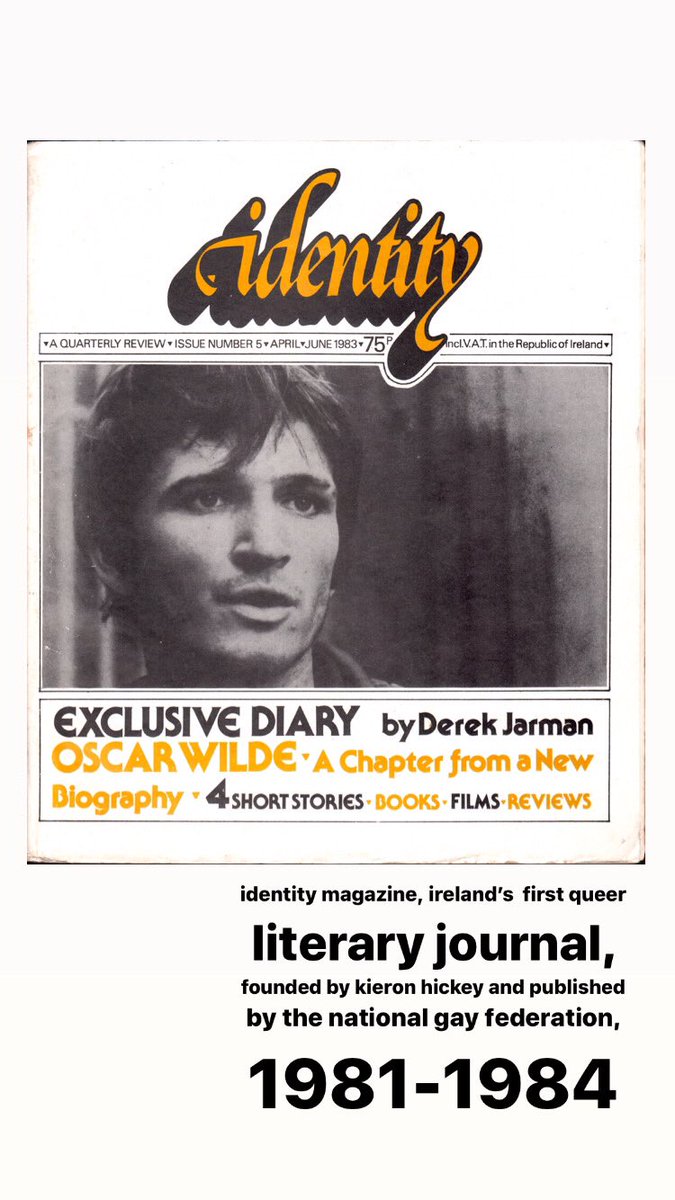 identity
▾A QUARTERLY REVIEW▾ISSUE NUMBER 5▾APRIL▾JUNE 1983▾75P incl.V.A.T. in the Republic of Ireland▾
EXCLUSIVE DIARY by Derek Jarman
OSCAR WILDE▾A Chapter from a New
Biography ▾ 4 SHORT STORIES▾BOOKS▾FILMS▾REVIEWS
identity magazine, ireland’s first queer
literary journal,
founded by kieron hickey and published
by the national gay federation,
1981-1984